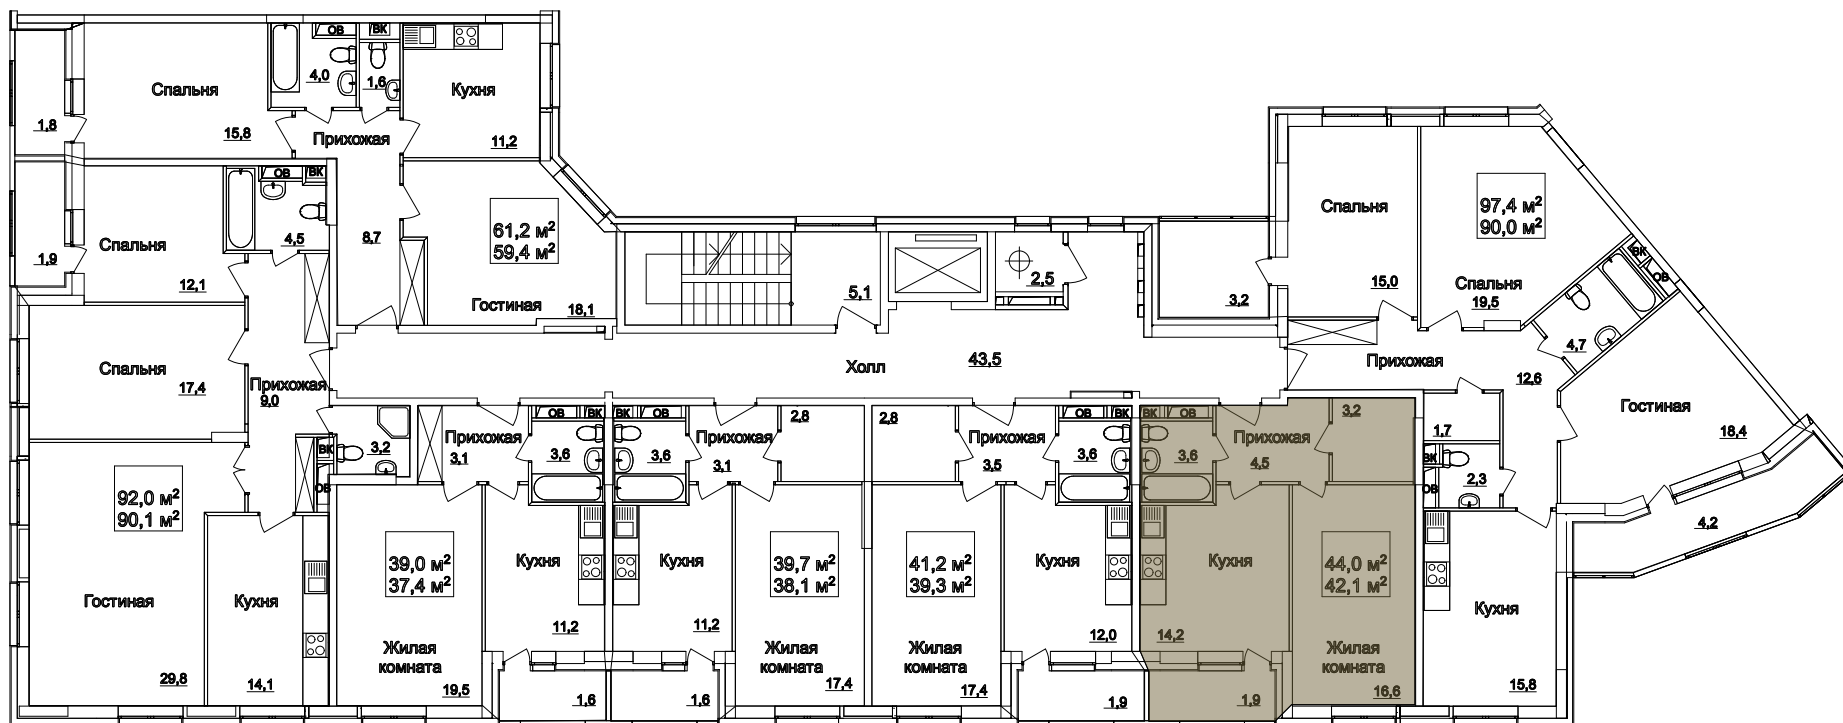 ОВ
ВК
4,0
1,6
Кухня
11,2
Спальня
15,8
1,8
Прихожая
ОВ
ВК
Спальня
4,5
12,1
1,9
8,7
61,2 м²
59,4 м²
Гостиная
18,1
5,1
2,5
3,2
Спальня
15,0
97,4 м²
90,0 м²
Спальня
19,5
ВК
ОВ
4,7
Прихожая
12,6
Гостиная
18,4
4,2
1,7
ВК
ОВ
2,3
Кухня
15,8
Холл
43,5
Спальня
17,4
Прихожая
9,0
3,2
ВК
ОВ
92,0 м²
90,1 м²
Гостиная
29,8
Кухня
14,1
Прихожая
3,1
ОВ
ВК
3,6
39,0 м²
37,4 м²
Кухня
11,2
Жилая
комната
19,5
1,6
ВК
ОВ
3,6
Прихожая
3,1
2,8
Кухня
11,2
39,7 м²
38,1 м²
Жилая
комната
17,4
1,6
2,8
Прихожая
3,5
ОВ
ВК
3,6
41,2 м²
39,3 м²
Кухня
12,0
Жилая
комната
17,4
1,9
ВК
ОВ
3,6
Прихожая
4,5
3,2
Кухня
14,2
44,0 м²
42,1 м²
Жилая
комната
16,6
1,9